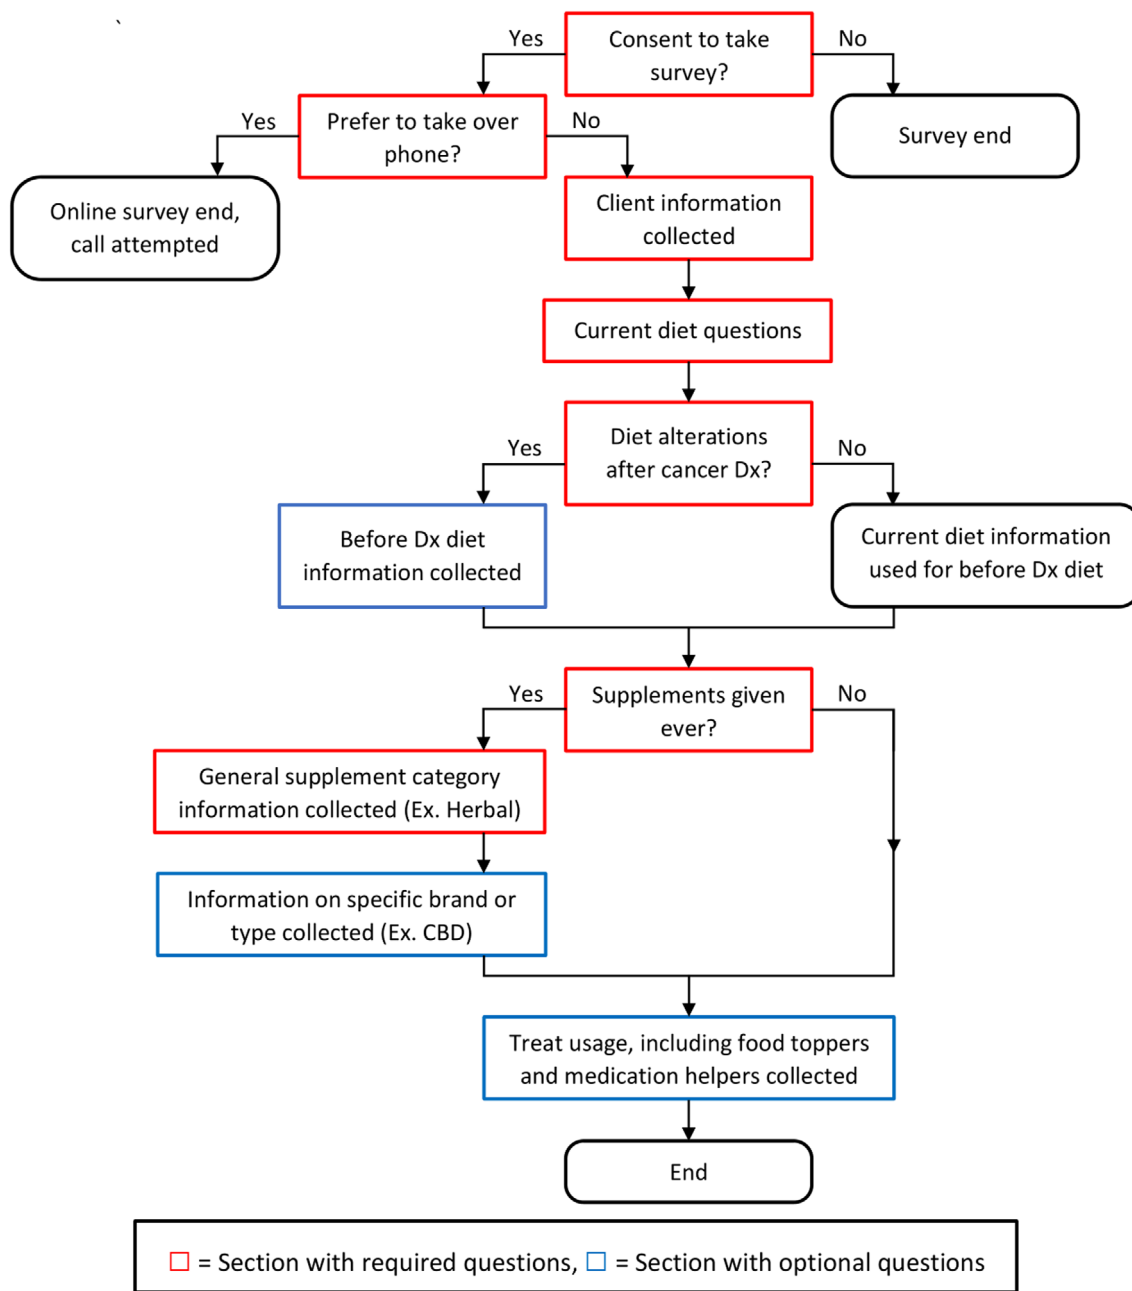 `
Consent to take
survey?
Yes
No
Prefer to take over
phone?
Survey end
Yes
No
Online survey end,
call attempted
Client information
collected
Current diet questions
Diet alterations
after cancer Dx?
Yes
No
Before Dx diet
information collected
Current diet information
used for before Dx diet
Supplements given
ever?
Yes
No
General supplement category
information collected (Ex. Herbal)
Information on specific brand or
type collected (Ex. CBD)
Treat usage, including food toppers
and medication helpers collected
End
☐ = Section with required questions, ☐ = Section with optional questions